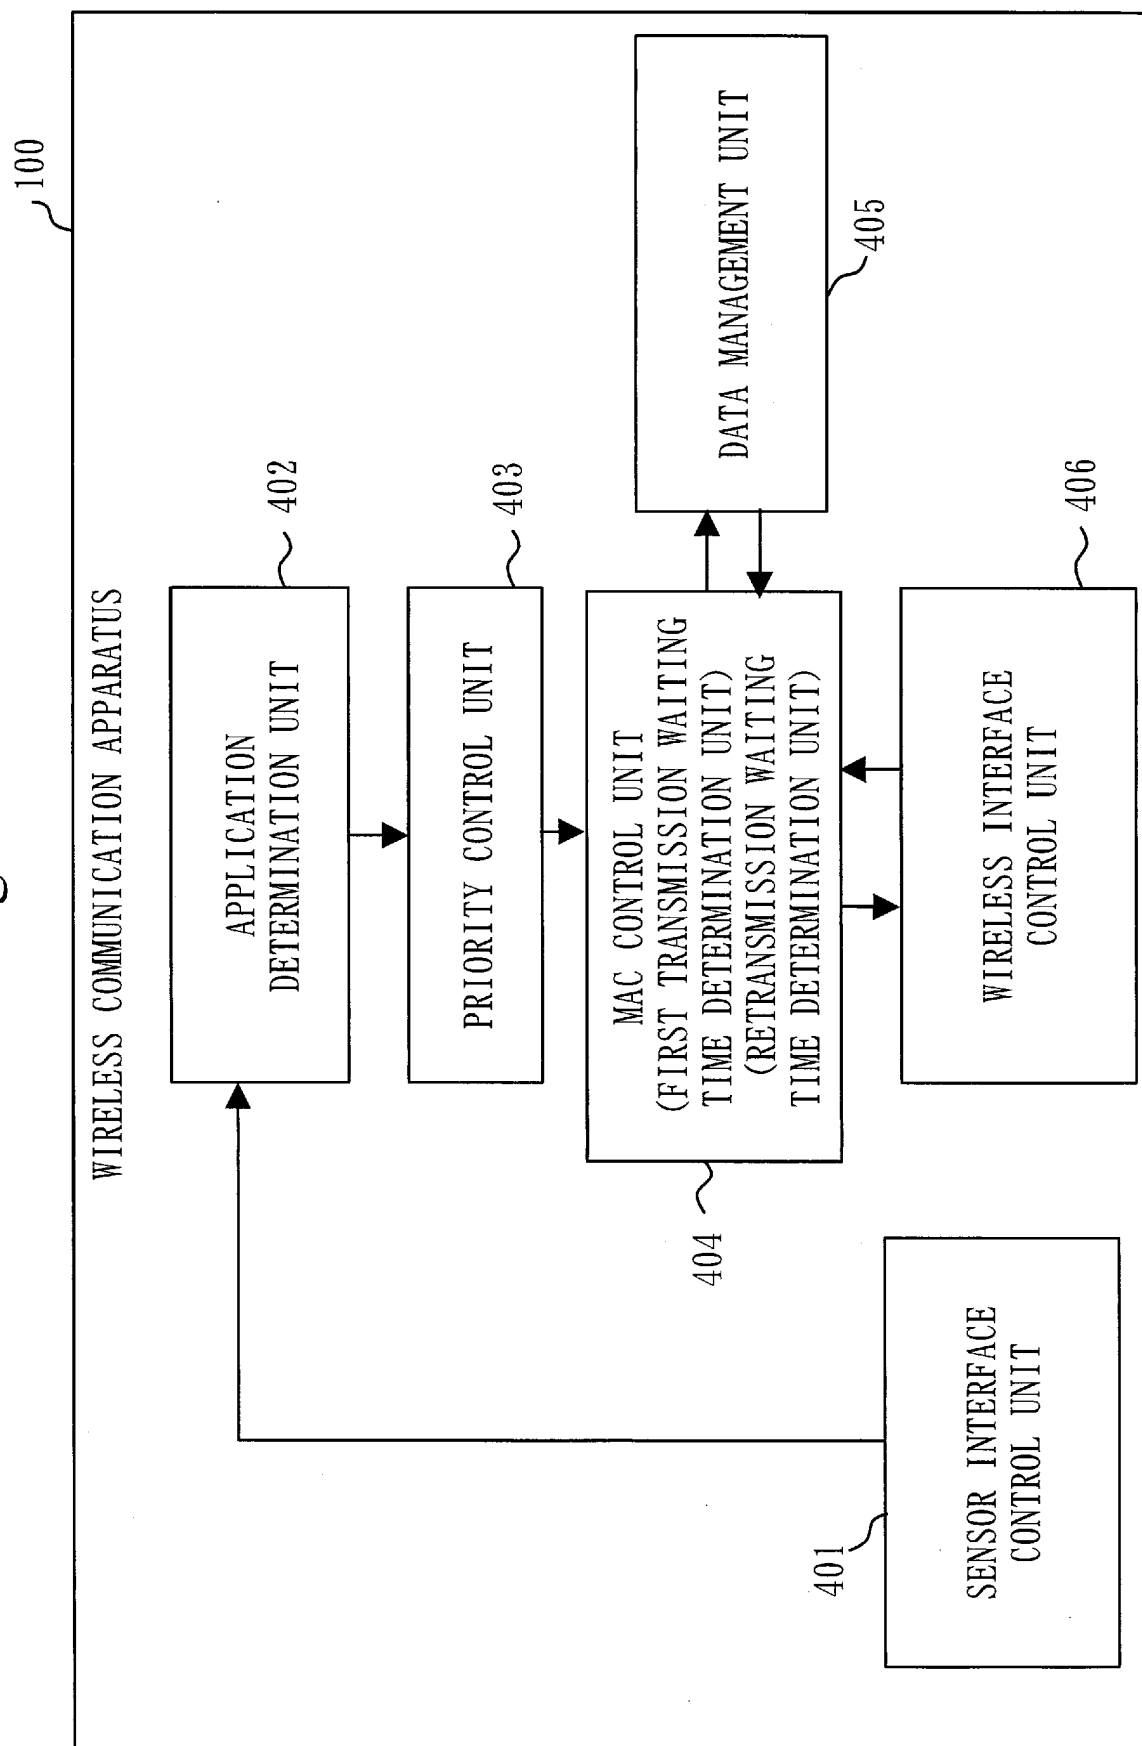 100
WIRELESS COMMUNICATION APPARATUS
402
APPLICATION
DETERMINATION UNIT
403
PRIORITY CONTROL UNIT
404
MAC CONTROL UNIT
(FIRST TRANSMISSION WAITING
TIME DETERMINATION UNIT)
(RETRANSMISSION WAITING
TIME DETERMINATION UNIT)
DATA MANAGEMENT UNIT
405
401
SENSOR INTERFACE
CONTROL UNIT
406
WIRELESS INTERFACE
CONTROL UNIT